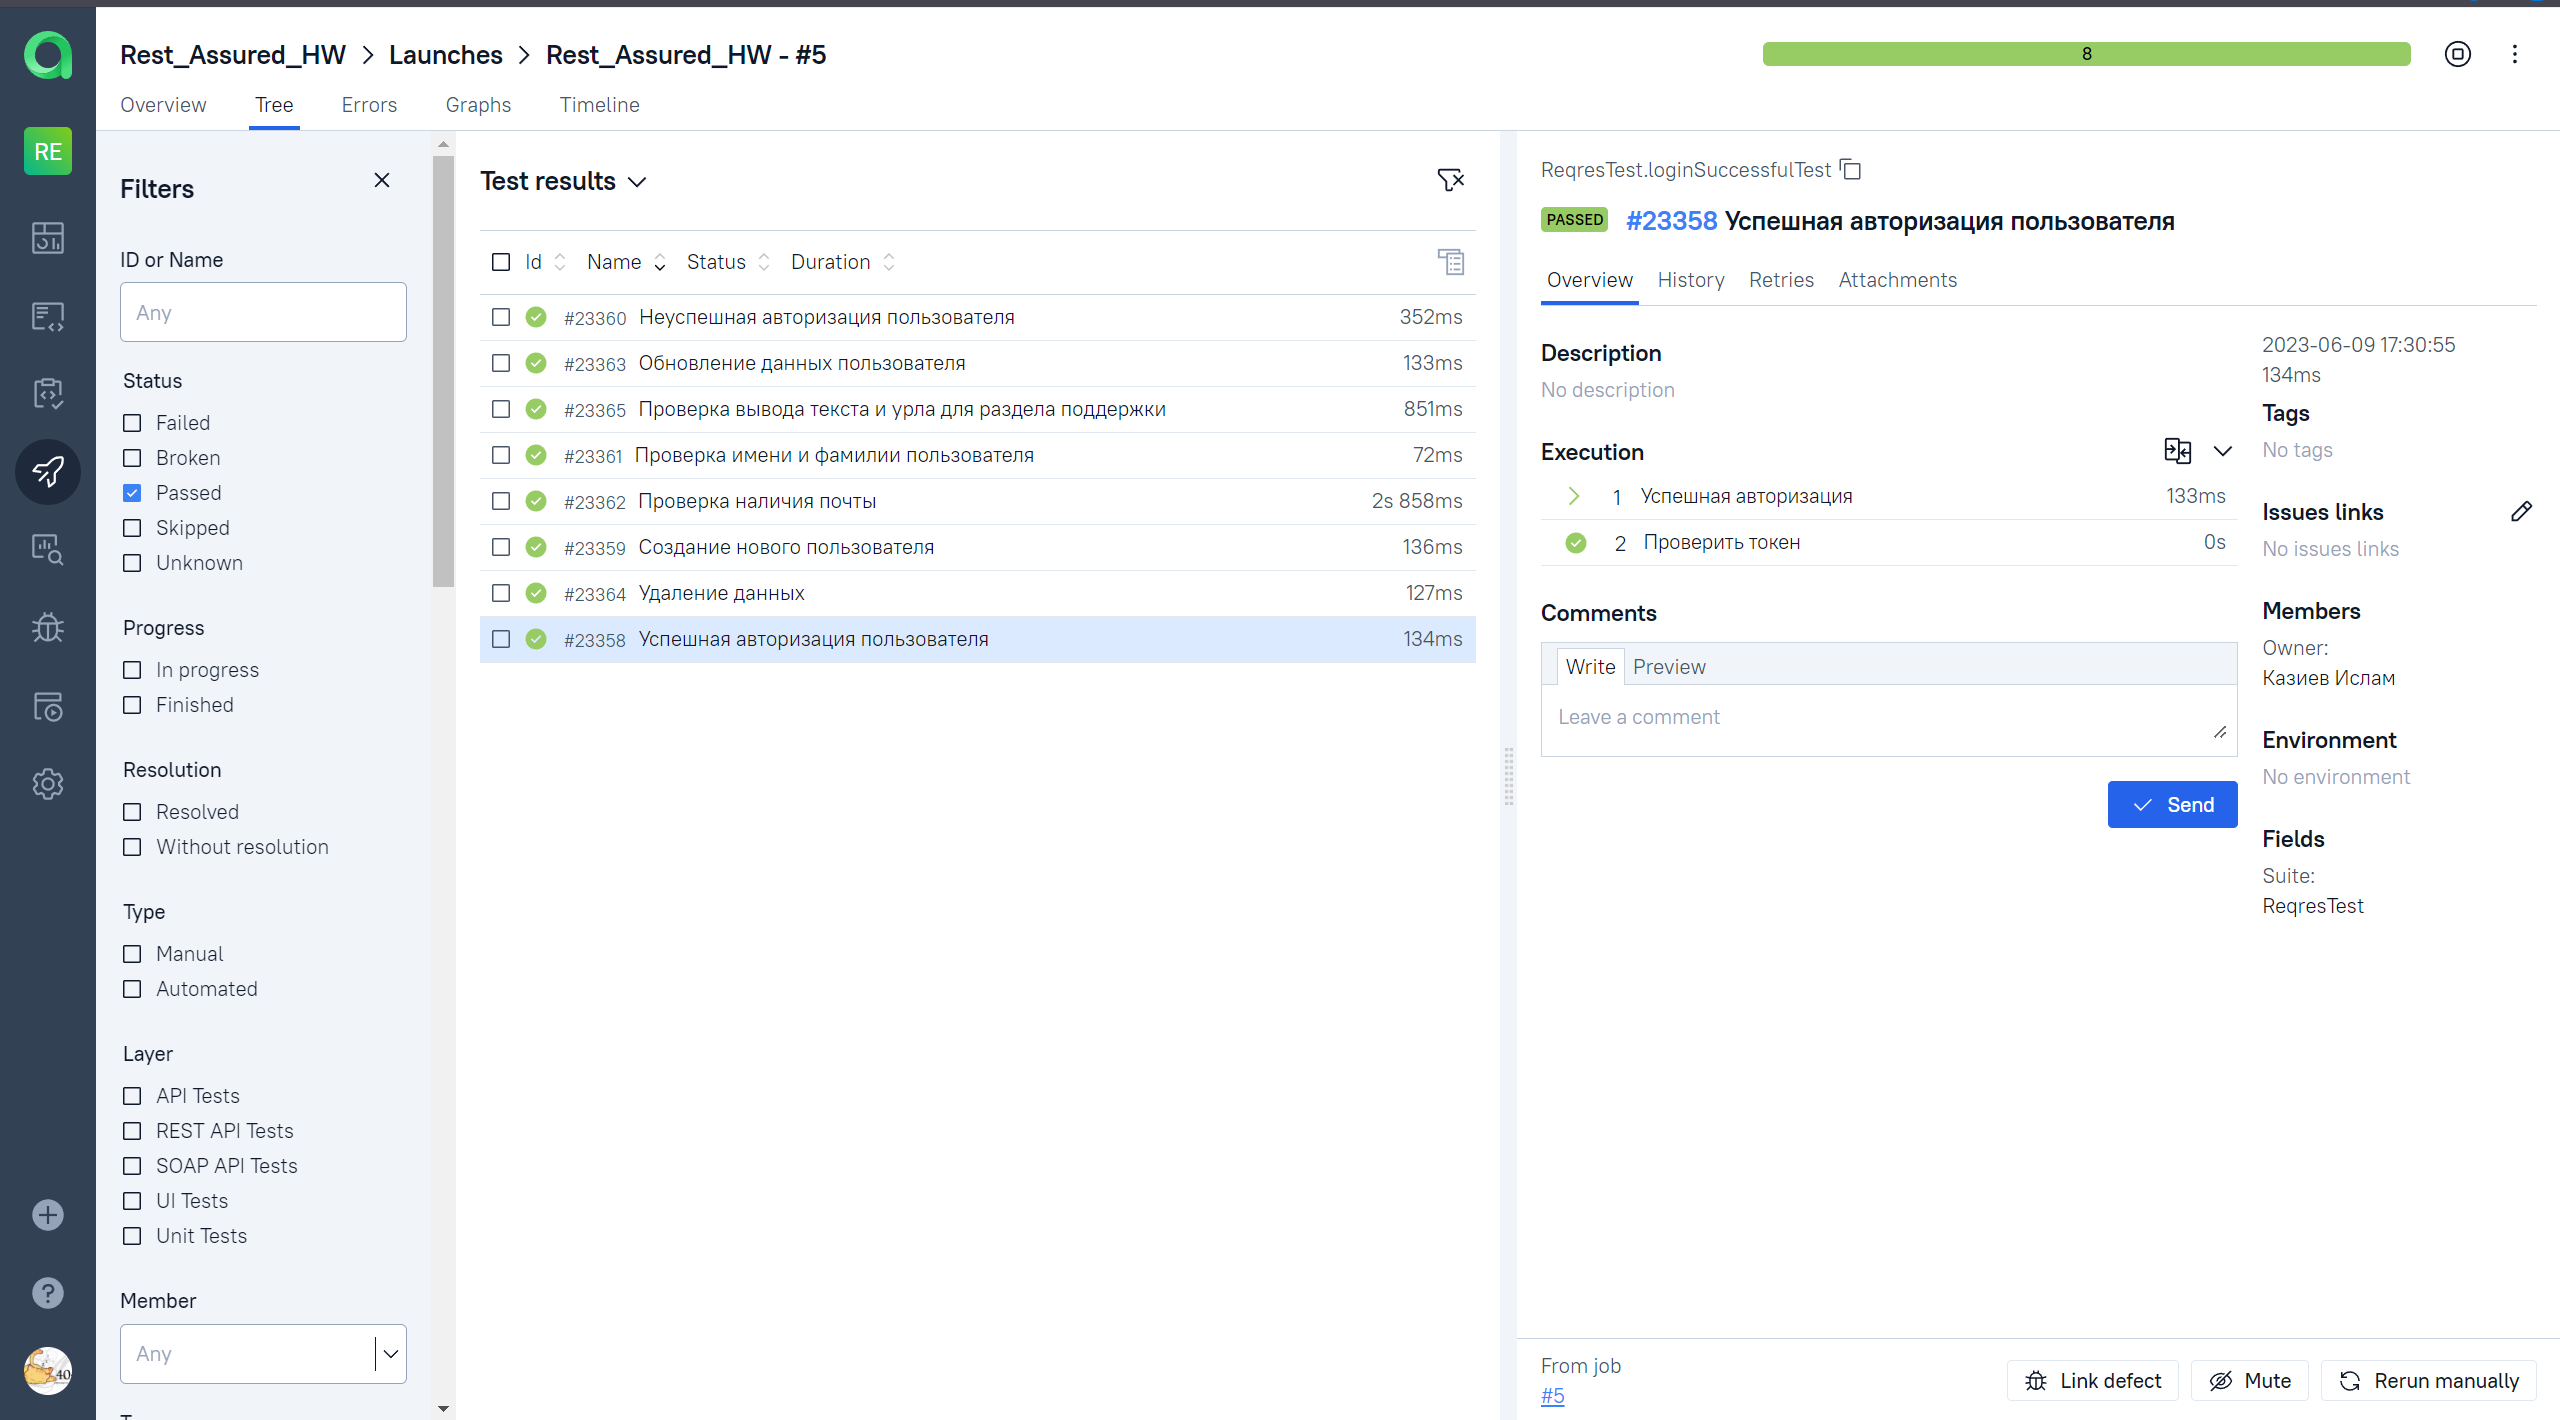 Rest_Assured_HW > Launches > Rest_Assured_HW - #5
8
Overview Tree Errors Graphs Timeline
RE
Filters
ID or Name
Any
Status
Failed
Broken
Passed
Skipped
Unknown
Progress
In progress
Finished
Resolution
Resolved
Without resolution
Type
Manual
Automated
Layer
API Tests
REST API Tests
SOAP API Tests
UI Tests
Unit Tests
Member
Any
Test results
Id Name Status Duration
#23360 Неуспешная авторизация пользователя 352ms
#23363 Обновление данных пользователя 133ms
#23365 Проверка вывода текста и урла для раздела поддержки 851ms
#23361 Проверка имени и фамилии пользователя 72ms
#23362 Проверка наличия почты 2s 858ms
#23359 Создание нового пользователя 136ms
#23364 Удаление данных 127ms
#23358 Успешная авторизация пользователя 134ms
ReqresTest.loginSuccessfulTest
PASSED #23358 Успешная авторизация пользователя
Overview History Retries Attachments
Description
No description
Execution
1 Успешная авторизация 133ms
2 Проверить токен 0s
Comments
Write Preview
Leave a comment
Send
2023-06-09 17:30:55
134ms
Tags
No tags
Issues links
No issues links
Members
Owner:
Казиев Ислам
Environment
No environment
Fields
Suite:
ReqresTest
From job
#5
Link defect Mute Rerun manually
40